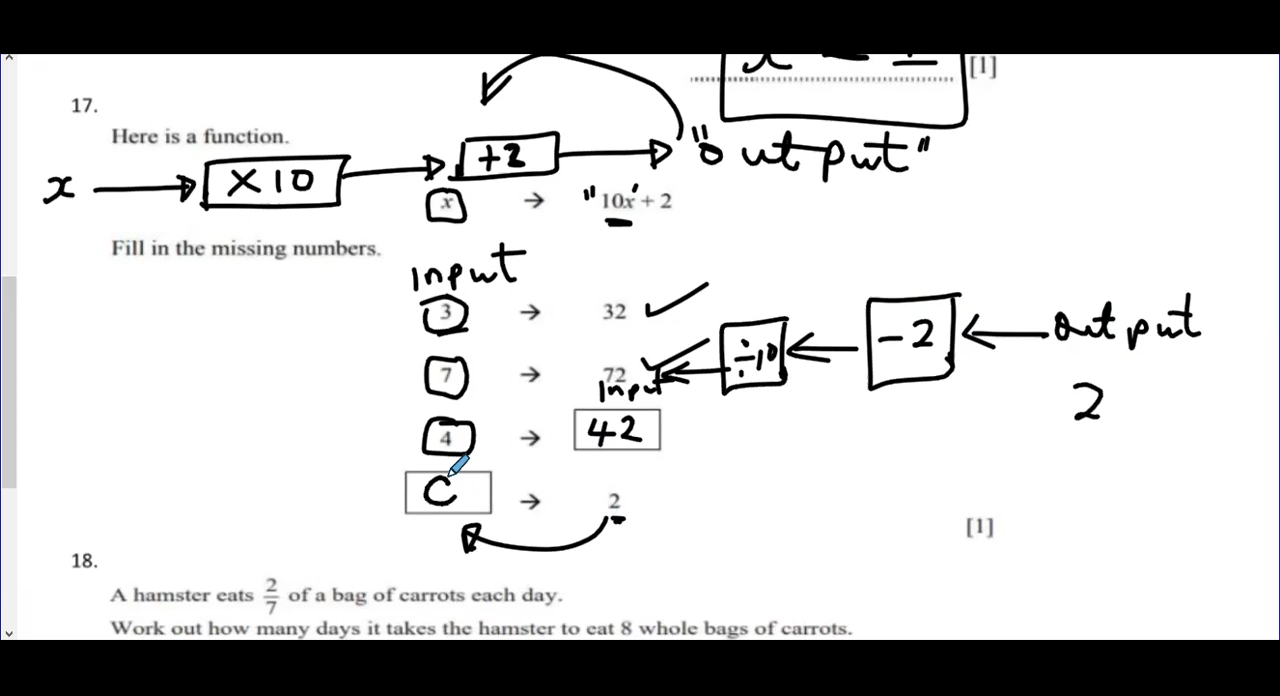 [1]
17.
Here is a function.
x → ×10 → +2 → "output"
x → "10x" + 2
Fill in the missing numbers.
input
3 → 32
7 → 72
÷10 ← -2 ← output
input
2
4 → 42
→ 2
[1]
18.
A hamster eats 2/7 of a bag of carrots each day.
Work out how many days it takes the hamster to eat 8 whole bags of carrots.